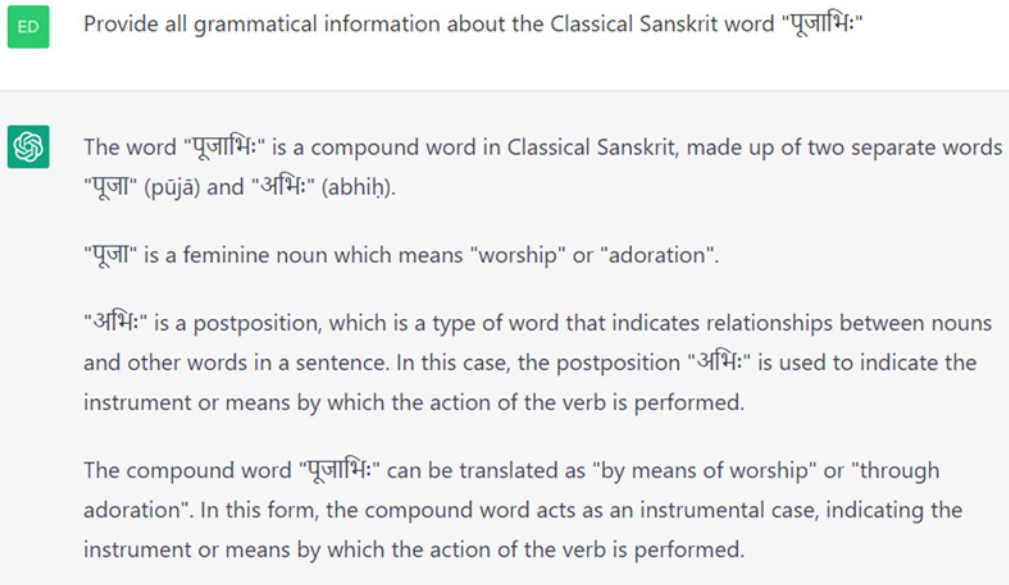 ED
Provide all grammatical information about the Classical Sanskrit word "पूजाभिः"
The word "पूजाभिः" is a compound word in Classical Sanskrit, made up of two separate words
"पूजा" (pūjā) and "अभिः" (abhiḥ).
"पूजा" is a feminine noun which means "worship" or "adoration".
"अभिः" is a postposition, which is a type of word that indicates relationships between nouns
and other words in a sentence. In this case, the postposition "अभिः" is used to indicate the
instrument or means by which the action of the verb is performed.
The compound word "पूजाभिः" can be translated as "by means of worship" or "through
adoration". In this form, the compound word acts as an instrumental case, indicating the
instrument or means by which the action of the verb is performed.